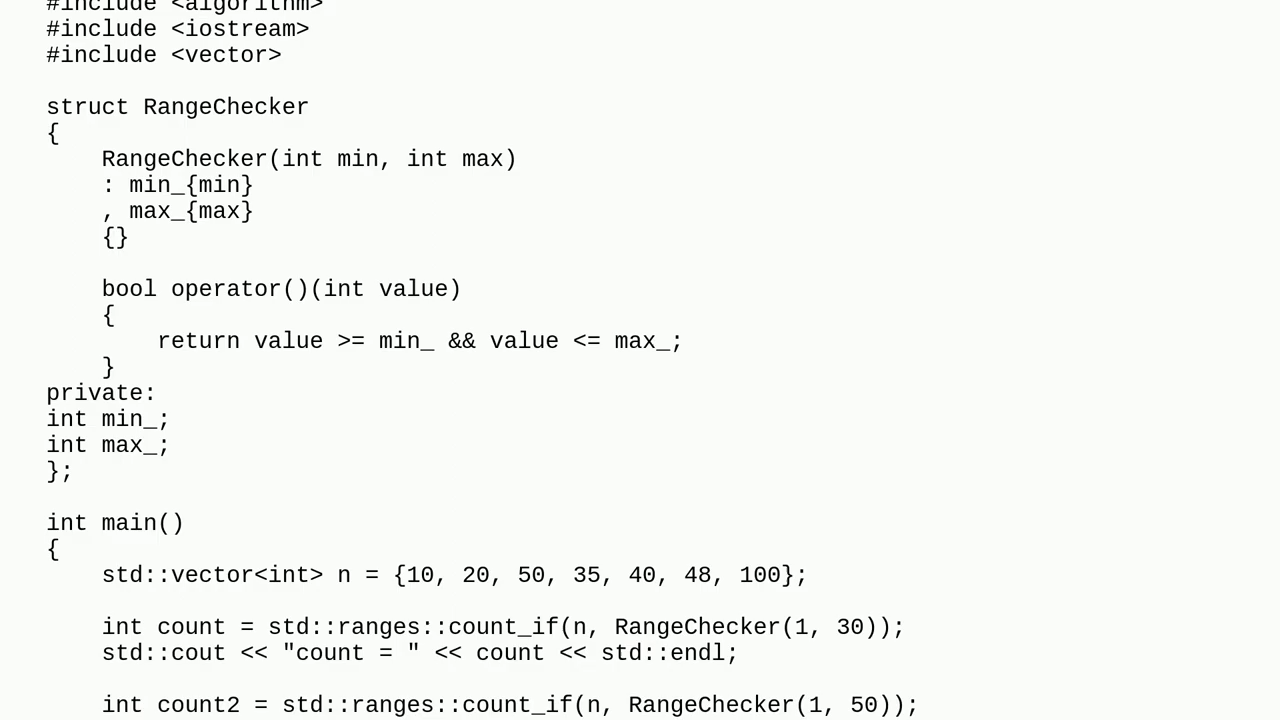 #include <algorithm>
#include <iostream>
#include <vector>

struct RangeChecker
{
    RangeChecker(int min, int max)
    : min_{min}
    , max_{max}
    {}

    bool operator()(int value)
    {
        return value >= min_ && value <= max_;
    }
private:
int min_;
int max_;
};

int main()
{
    std::vector<int> n = {10, 20, 50, 35, 40, 48, 100};

    int count = std::ranges::count_if(n, RangeChecker(1, 30));
    std::cout << "count = " << count << std::endl;

    int count2 = std::ranges::count_if(n, RangeChecker(1, 50));